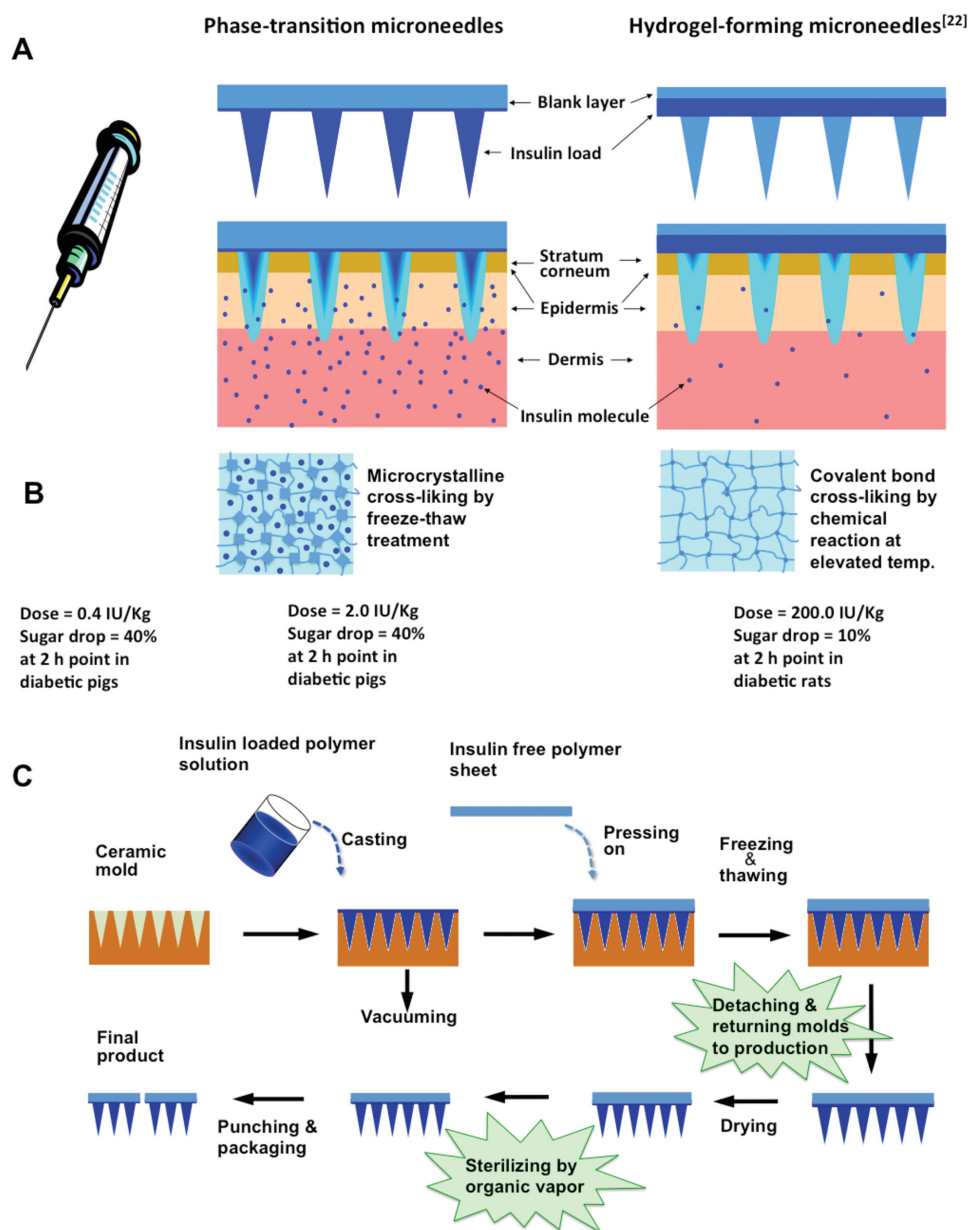 Phase-transition microneedles
Hydrogel-forming microneedles[22]
A
Blank layer
Insulin load
Stratum
corneum
Epidermis
Dermis
Insulin molecule
B
Microcrystalline
cross-liking by
freeze-thaw
treatment
Covalent bond
cross-liking by
chemical
reaction at
elevated temp.
Dose = 0.4 IU/Kg
Sugar drop = 40%
at 2 h point in
diabetic pigs
Dose = 2.0 IU/Kg
Sugar drop = 40%
at 2 h point in
diabetic pigs
Dose = 200.0 IU/Kg
Sugar drop = 10%
at 2 h point in
diabetic rats
C
Insulin loaded polymer
solution
Insulin free polymer
sheet
Ceramic
mold
Casting
Pressing
on
Freezing
&
thawing
Vacuuming
Detaching &
returning molds
to production
Final
product
Punching &
packaging
Sterilizing by
organic vapor
Drying